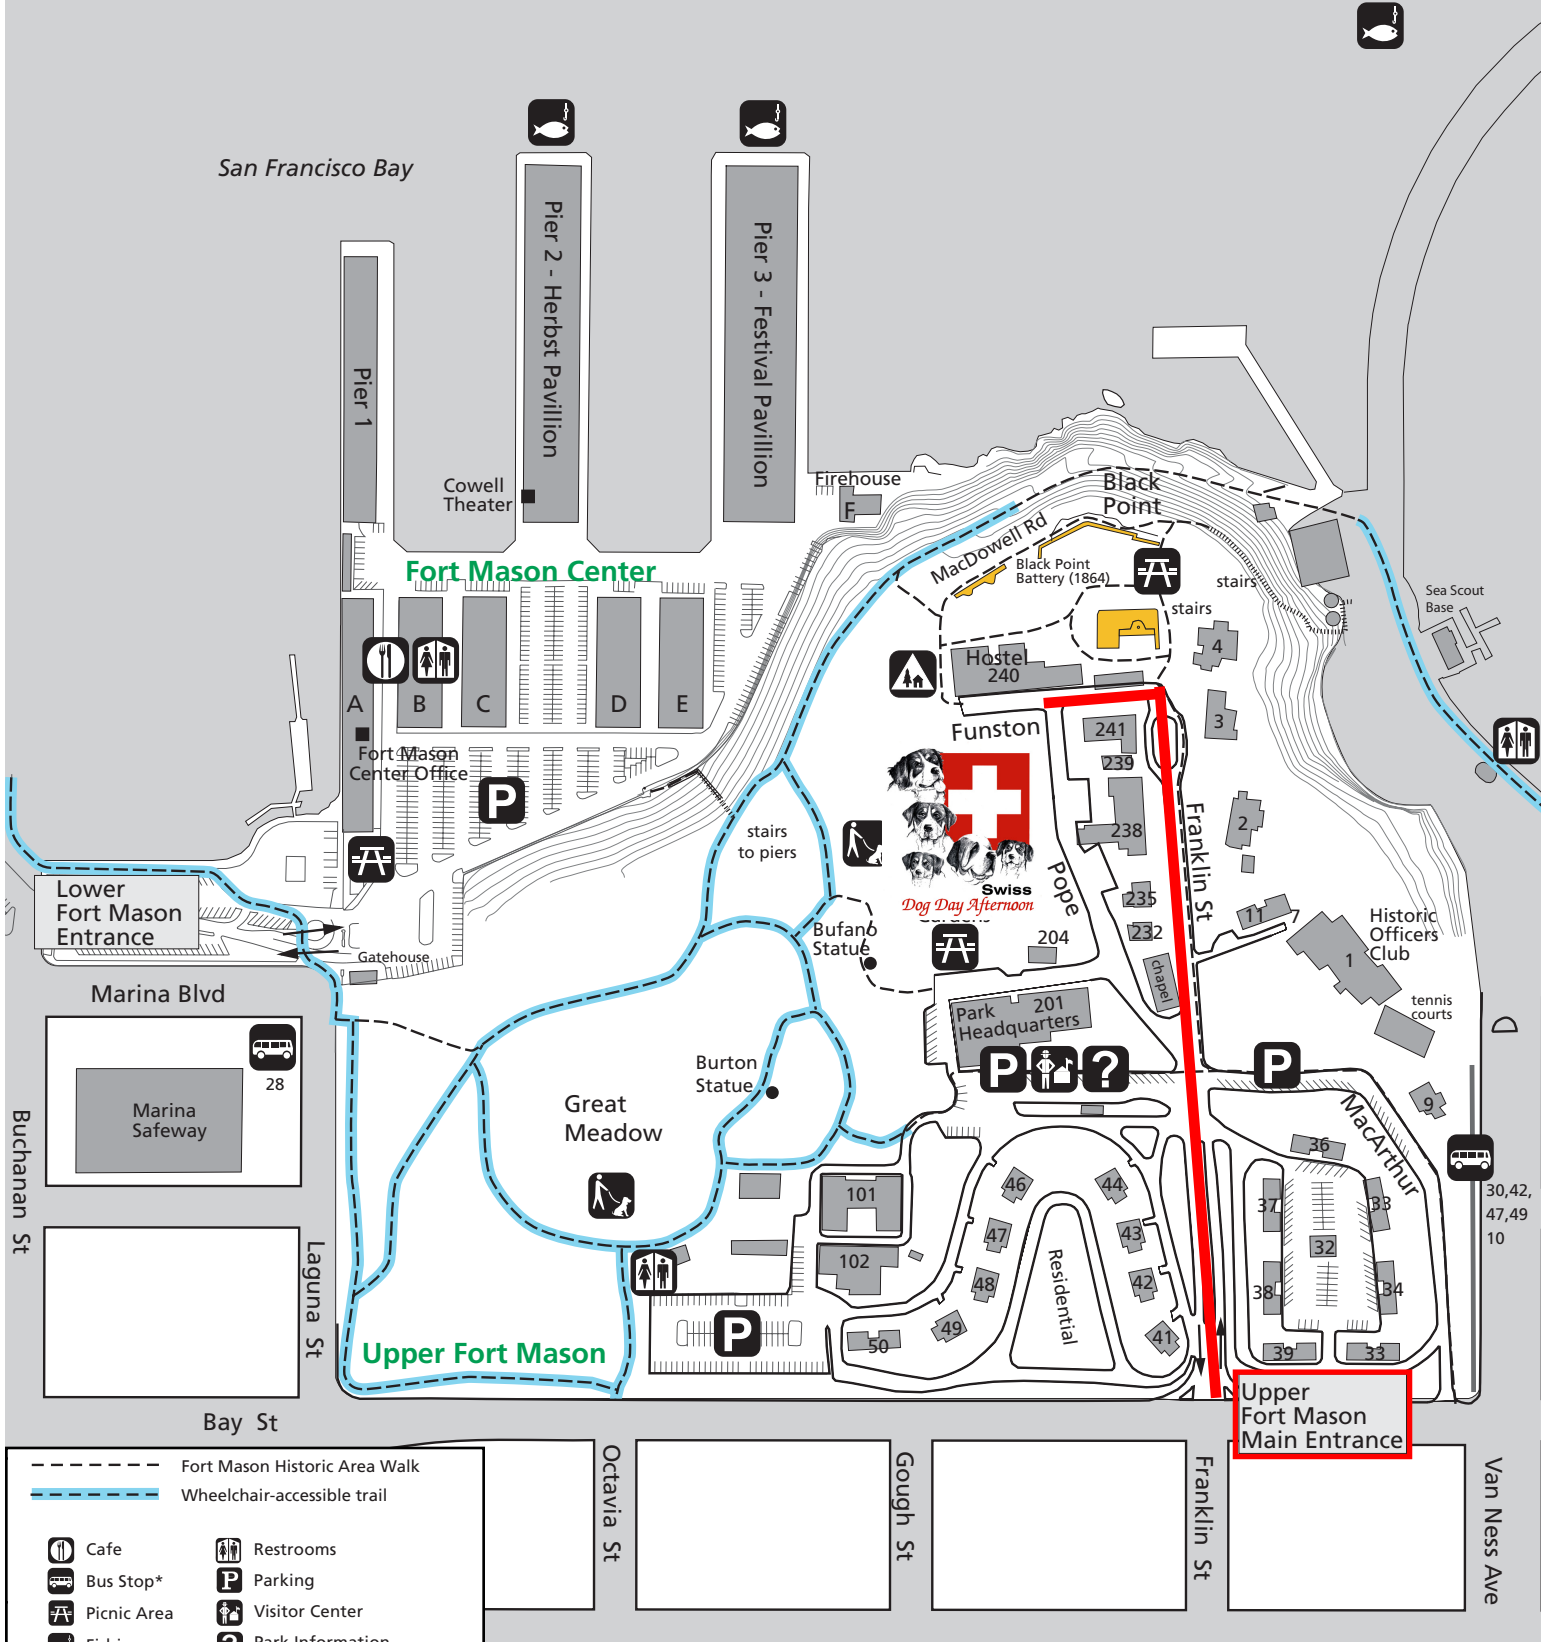 San Francisco Bay
Pier 1
Pier 2 - Herbst Pavillion
Pier 3 - Festival Pavillion
Cowell
Theater
Firehouse
F
Black
Point
MacDowell Rd
Black Point
Battery (1864)
stairs
stairs
Sea Scout
Base
Fort Mason Center
A
B
C
D
E
Fort Mason
Center Office
P
Hostel
240
4
3
Funston
241
239
238
2
Franklin St
Pope
235
232
chapel
204
11
7
1
Historic
Officers
Club
tennis
courts
Swiss
Dog Day Afternoon
stairs
to piers
Bufano
Statue
Lower
Fort Mason
Entrance
Gatehouse
Marina Blvd
28
Marina
Safeway
Buchanan St
Laguna St
Park
Headquarters
201
P
?
P
MacArthur
9
30,42,
47,49
10
Burton
Statue
Great
Meadow
101
102
46
47
48
49
50
44
43
42
41
Residential
36
37
33
32
38
34
39
33
P
Upper Fort Mason
Upper
Fort Mason
Main Entrance
Bay St
Octavia St
Gough St
Franklin St
Van Ness Ave
Fort Mason Historic Area Walk
Wheelchair-accessible trail
Cafe
Restrooms
Bus Stop*
P
Parking
Picnic Area
Visitor Center
?
Park Information